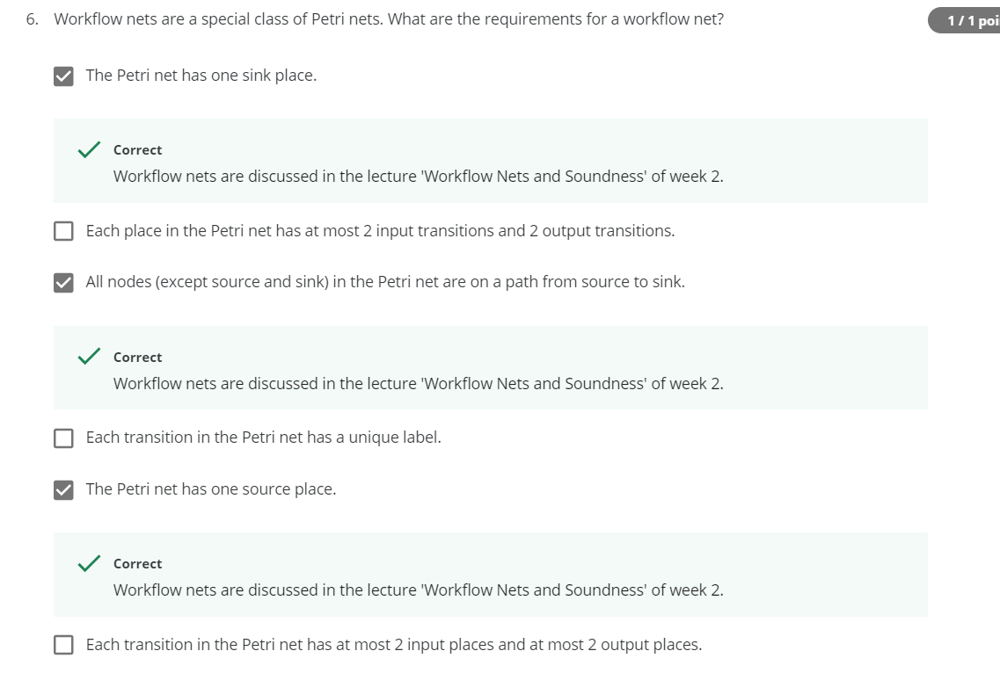 6. Workflow nets are a special class of Petri nets. What are the requirements for a workflow net?
1 / 1 poi
The Petri net has one sink place.
Correct
Workflow nets are discussed in the lecture 'Workflow Nets and Soundness' of week 2.
Each place in the Petri net has at most 2 input transitions and 2 output transitions.
All nodes (except source and sink) in the Petri net are on a path from source to sink.
Correct
Workflow nets are discussed in the lecture 'Workflow Nets and Soundness' of week 2.
Each transition in the Petri net has a unique label.
The Petri net has one source place.
Correct
Workflow nets are discussed in the lecture 'Workflow Nets and Soundness' of week 2.
Each transition in the Petri net has at most 2 input places and at most 2 output places.